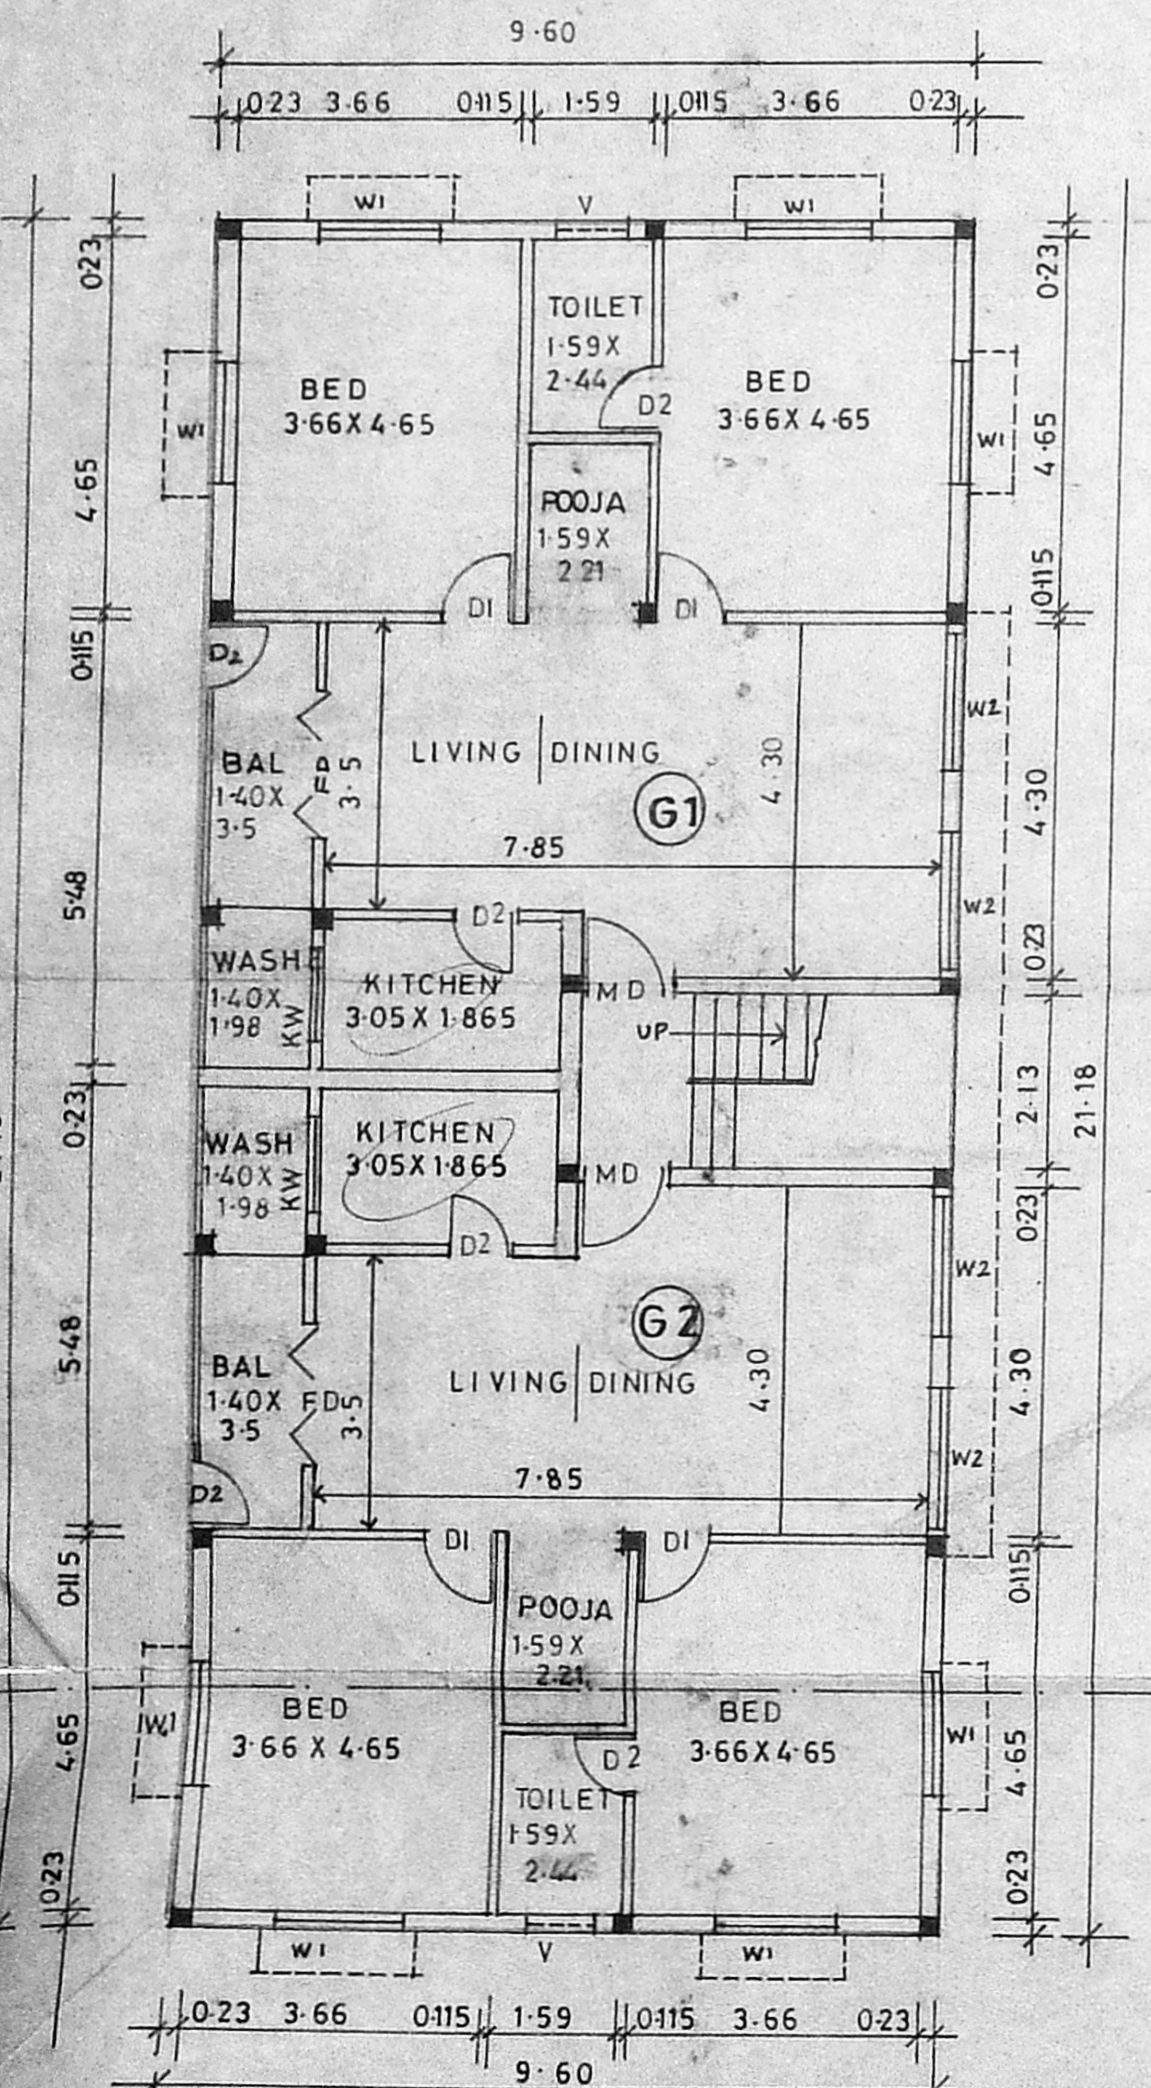 9.60
0.23 3.66 0.115 1.59 0.115 3.66 0.23
W1 V W1
0.23 0.23
TOILET
1.59X
2.44
BED
3.66X4.65
D2
BED
3.66X4.65
W1 W1
4.65 4.65
POOJA
1.59X
2.21
D1 D1
0.115 0.115
D2
W2
LIVING DINING
BAL
1.40X
3.5
FD
3.5
4.30
4.30
G1
7.85
5.48
W2
D2
0.23
WASH
1.40X
1.98
KW
KITCHEN
3.05X1.865
MD
UP
0.23
2.13
21.18
WASH
1.40X
1.98
KW
KITCHEN
3.05X1.865
MD
0.23
D2
W2
G2
5.48
BAL
1.40X
3.5
FD
3.5
LIVING DINING
4.30
4.30
W2
7.85
D2
D1 D1
0.115 0.115
POOJA
1.59X
2.21
W1 W1
BED
3.66 X 4.65
BED
3.66X4.65
4.65 4.65
D2
TOILET
1.59X
2.44
0.23 0.23
W1 V W1
0.23 3.66 0.115 1.59 0.115 3.66 0.23
9.60